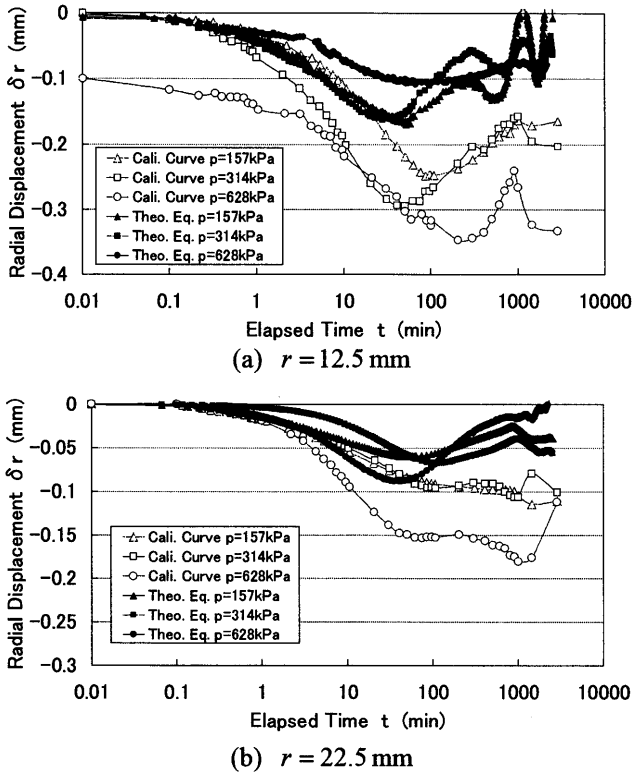 Radial Displacement δr (mm)
0
−0.1
−0.2
−0.3
−0.4
Cali. Curve p=157kPa
Cali. Curve p=314kPa
Cali. Curve p=628kPa
Theo. Eq. p=157kPa
Theo. Eq. p=314kPa
Theo. Eq. p=628kPa
0.01 0.1 1 10 100 1000 10000
Elapsed Time t (min)
(a) r = 12.5 mm
Radial Displacement δr (mm)
0
−0.05
−0.1
−0.15
−0.2
−0.25
−0.3
Cali. Curve p=157kPa
Cali. Curve p=314kPa
Cali. Curve p=628kPa
Theo. Eq. p=157kPa
Theo. Eq. p=314kPa
Theo. Eq. p=628kPa
0.01 0.1 1 10 100 1000 10000
Elapsed Time t (min)
(b) r = 22.5 mm